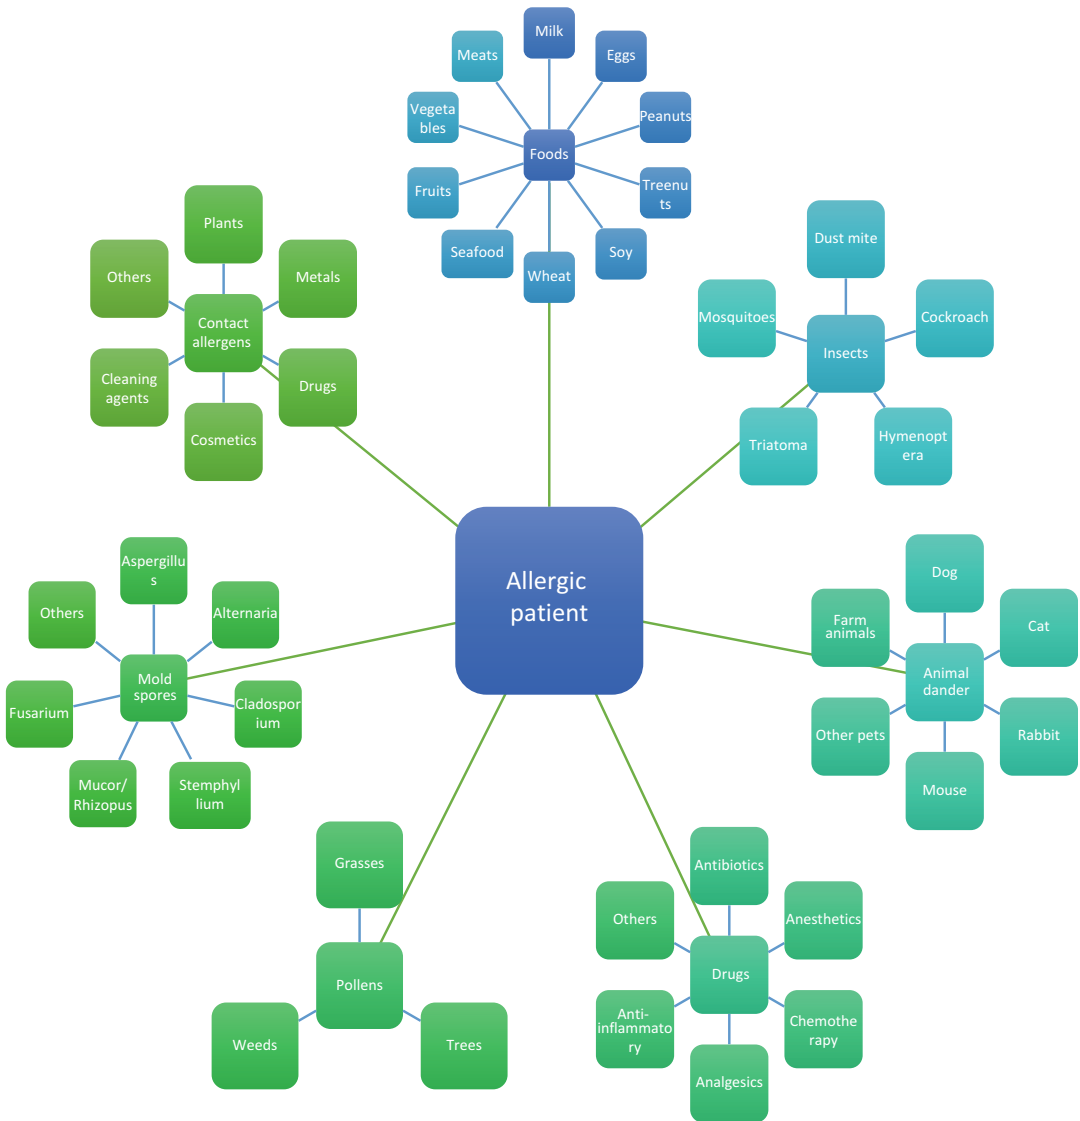 Milk
Meats
Eggs
Vegeta
bles
Peanuts
Foods
Fruits
Treenu
ts
Seafood
Wheat
Soy
Plants
Others
Metals
Contact
allergens
Cleaning
agents
Drugs
Cosmetics
Dust mite
Mosquitoes
Cockroach
Insects
Triatoma
Hymenopt
era
Allergic
patient
Aspergillu
s
Others
Alternaria
Mold
spores
Fusarium
Cladospor
ium
Mucor/
Rhizopus
Stemphyl
lium
Dog
Farm
animals
Cat
Animal
dander
Other pets
Rabbit
Mouse
Grasses
Pollens
Weeds
Trees
Antibiotics
Others
Anesthetics
Drugs
Anti-
inflammato
ry
Chemothe
rapy
Analgesics